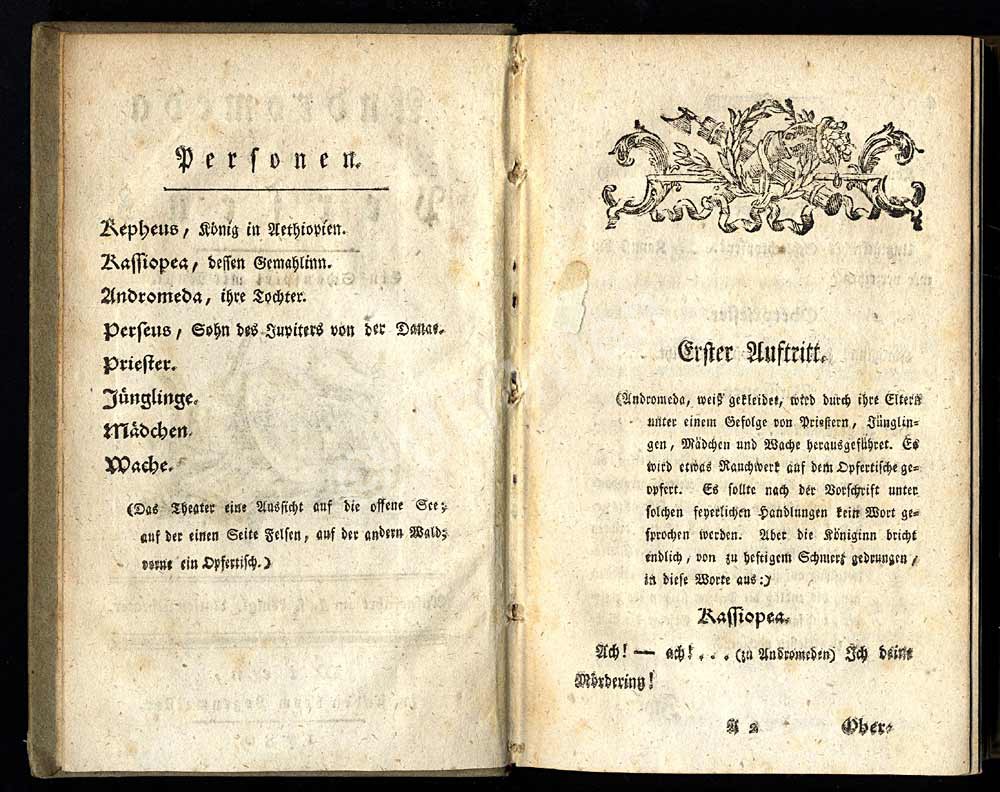 Personen.
Kepheus, König in Aethiopien.
Kassiopea, dessen Gemahlinn.
Andromeda, ihre Tochter.
Perseus, Sohn des Jupiters von der Danae.
Priester.
Jünglinge.
Mädchen.
Wache.
(Das Theater eine Aussicht auf die offene See;
auf der einen Seite Felsen, auf der andern Wald;
vorne ein Opfertisch.)
Erster Auftritt.
(Andromeda, weiß gekleidet, wird durch ihre Eltern
unter einem Gefolge von Priestern, Jünglin=
gen, Mädchen und Wache herausgeführet. Es
wird etwas Rauchwerk auf dem Opfertische ge=
opfert. Es sollte nach der Vorschrift unter
solchen feyerlichen Handlungen kein Wort ge=
sprochen werden. Aber die Königinn bricht
endlich, von zu heftigem Schmerz gedrungen,
in diese Worte aus:)
Kassiopea.
Ach! — ach! . . . (zu Andromeden) Ich deine
Mörderinn!
A 2 Ober=